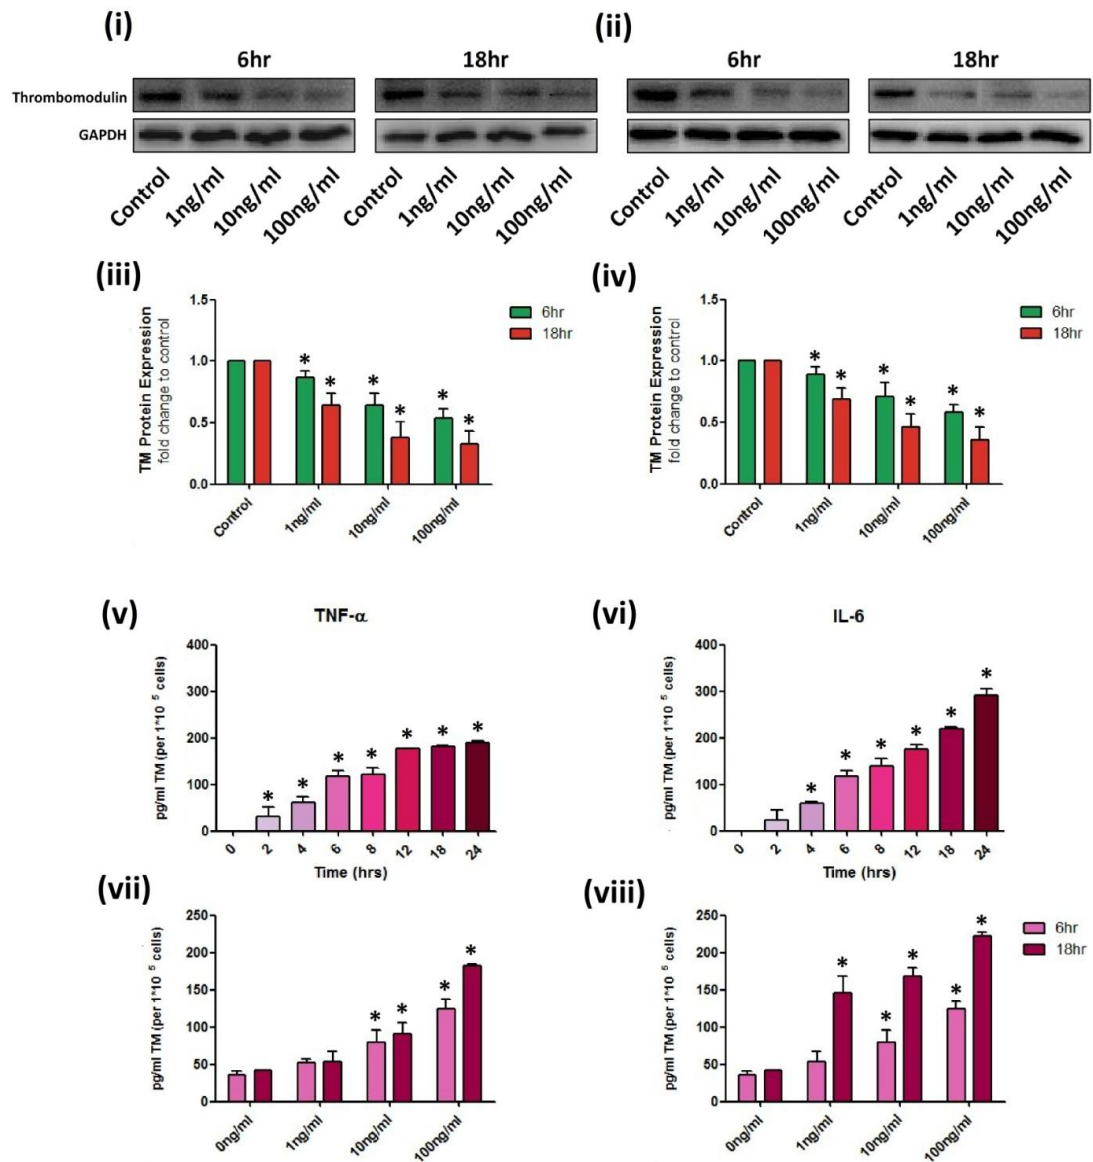 (i)
(ii)
6hr
18hr
6hr
18hr
Thrombomodulin
GAPDH
Control
1ng/ml
10ng/ml
100ng/ml
Control
1ng/ml
10ng/ml
100ng/ml
Control
1ng/ml
10ng/ml
100ng/ml
Control
1ng/ml
10ng/ml
100ng/ml
(iii)
TM Protein Expression
fold change to control
1.5
1.0
0.5
0.0
6hr
18hr
* * * * * *
Control
1ng/ml
10ng/ml
100ng/ml
(iv)
TM Protein Expression
fold change to control
1.5
1.0
0.5
0.0
6hr
18hr
* * * * * *
Control
1ng/ml
10ng/ml
100ng/ml
(v)
TNF-α
pg/ml TM (per 1*10 ⁵ cells)
400
300
200
100
0
* * * * * * *
0 2 4 6 8 12 18 24
Time (hrs)
(vi)
IL-6
pg/ml TM (per 1*10 ⁵ cells)
400
300
200
100
0
* * * * * *
0 2 4 6 8 12 18 24
Time (hrs)
(vii)
pg/ml TM (per 1*10 ⁵ cells)
250
200
150
100
50
0
* * * *
0ng/ml
1ng/ml
10ng/ml
100ng/ml
(viii)
pg/ml TM (per 1*10 ⁵ cells)
250
200
150
100
50
0
* * * * *
0ng/ml
1ng/ml
10ng/ml
100ng/ml
6hr
18hr